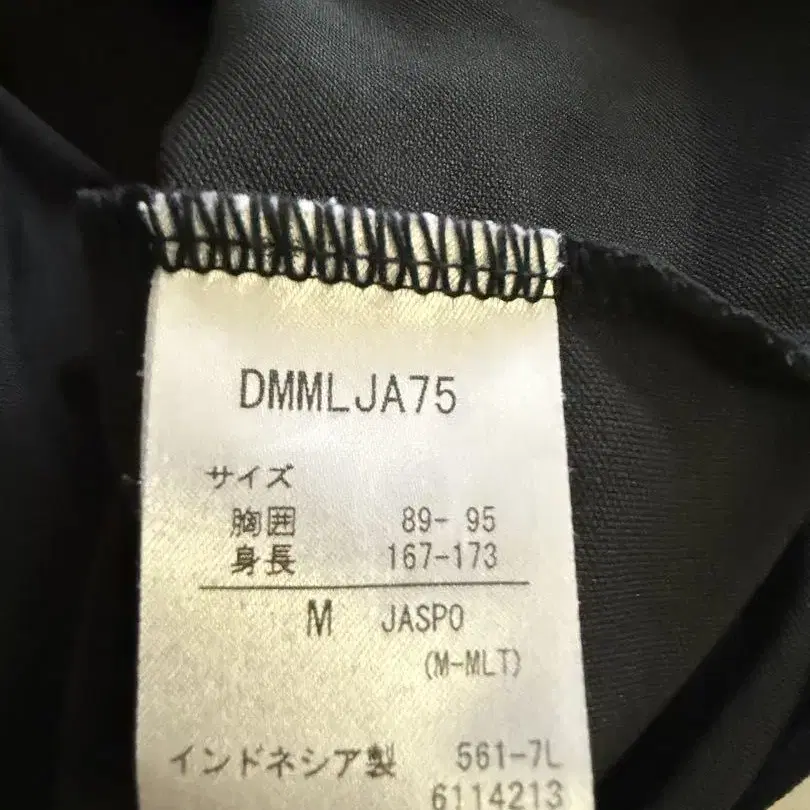 DMMLJA75
サイズ
胸囲 89- 95
身長 167-173
M JASPO
(M-MLT)
インドネシア製 561-7L
6114213